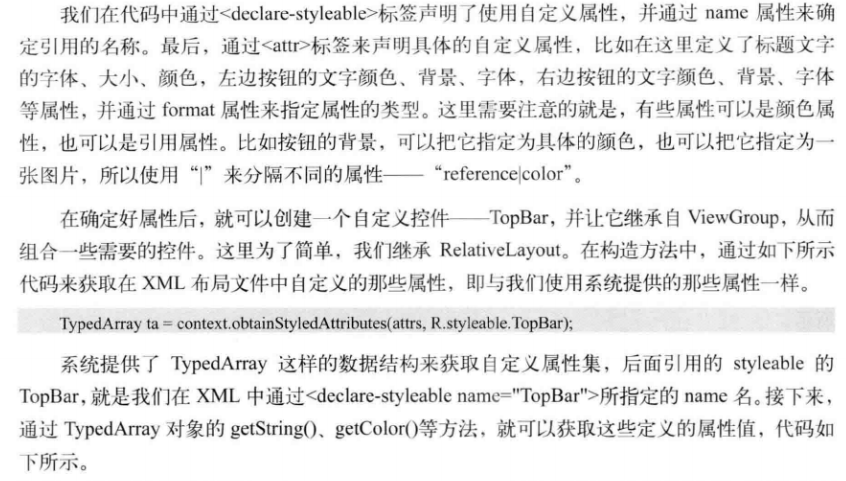 我们在代码中通过<declare-styleable>标签声明了使用自定义属性，并通过 name 属性来确
定引用的名称。最后，通过<attr>标签来声明具体的自定义属性，比如在这里定义了标题文字
的字体、大小、颜色，左边按钮的文字颜色、背景、字体，右边按钮的文字颜色、背景、字体
等属性，并通过 format 属性来指定属性的类型。这里需要注意的就是，有些属性可以是颜色属
性，也可以是引用属性。比如按钮的背景，可以把它指定为具体的颜色，也可以把它指定为一
张图片，所以使用“|”来分隔不同的属性——“reference|color”。
在确定好属性后，就可以创建一个自定义控件——TopBar，并让它继承自 ViewGroup，从而
组合一些需要的控件。这里为了简单，我们继承 RelativeLayout。在构造方法中，通过如下所示
代码来获取在 XML 布局文件中自定义的那些属性，即与我们使用系统提供的那些属性一样。
TypedArray ta = context.obtainStyledAttributes(attrs, R.styleable.TopBar);
系统提供了 TypedArray 这样的数据结构来获取自定义属性集，后面引用的 styleable 的
TopBar，就是我们在 XML 中通过<declare-styleable name="TopBar">所指定的 name 名。接下来，
通过 TypedArray 对象的 getString()、getColor()等方法，就可以获取这些定义的属性值，代码如
下所示。